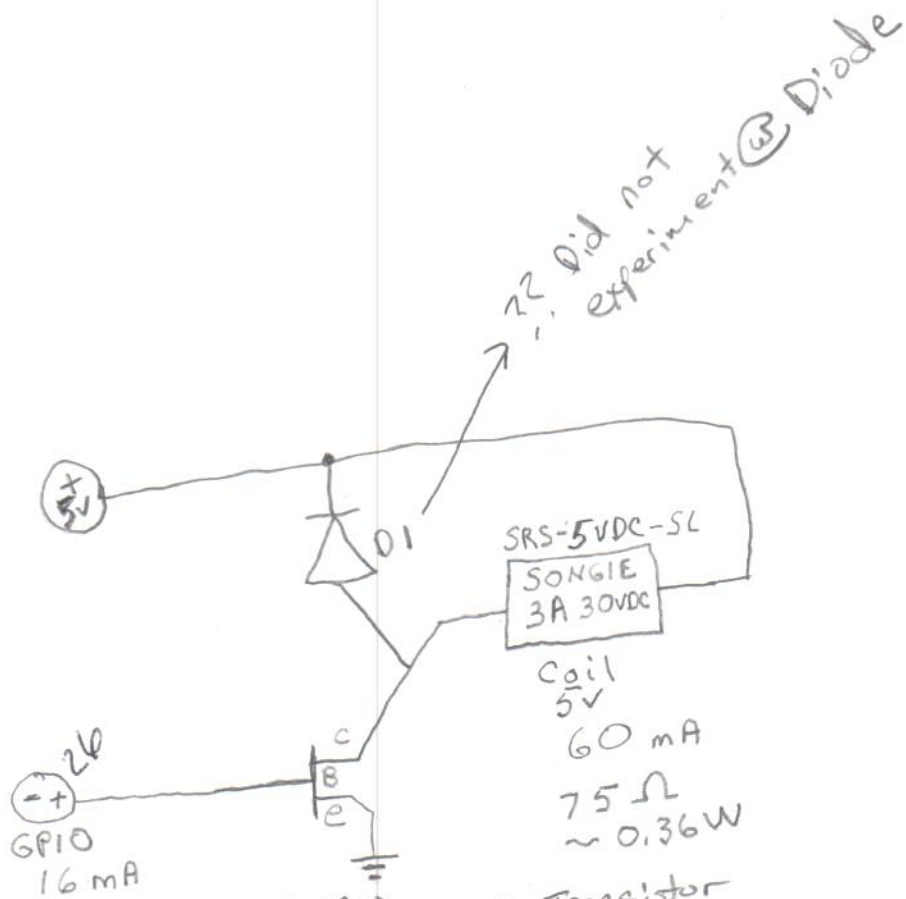 Did not
experiment w Diode
+
5V
D1
SRS-5VDC-SL
SONGIE
3A 30VDC
Coil
5V
60 mA
75 Ω
~ 0.36W
C
B
e
26
- +
GPIO
16 mA
Transistor